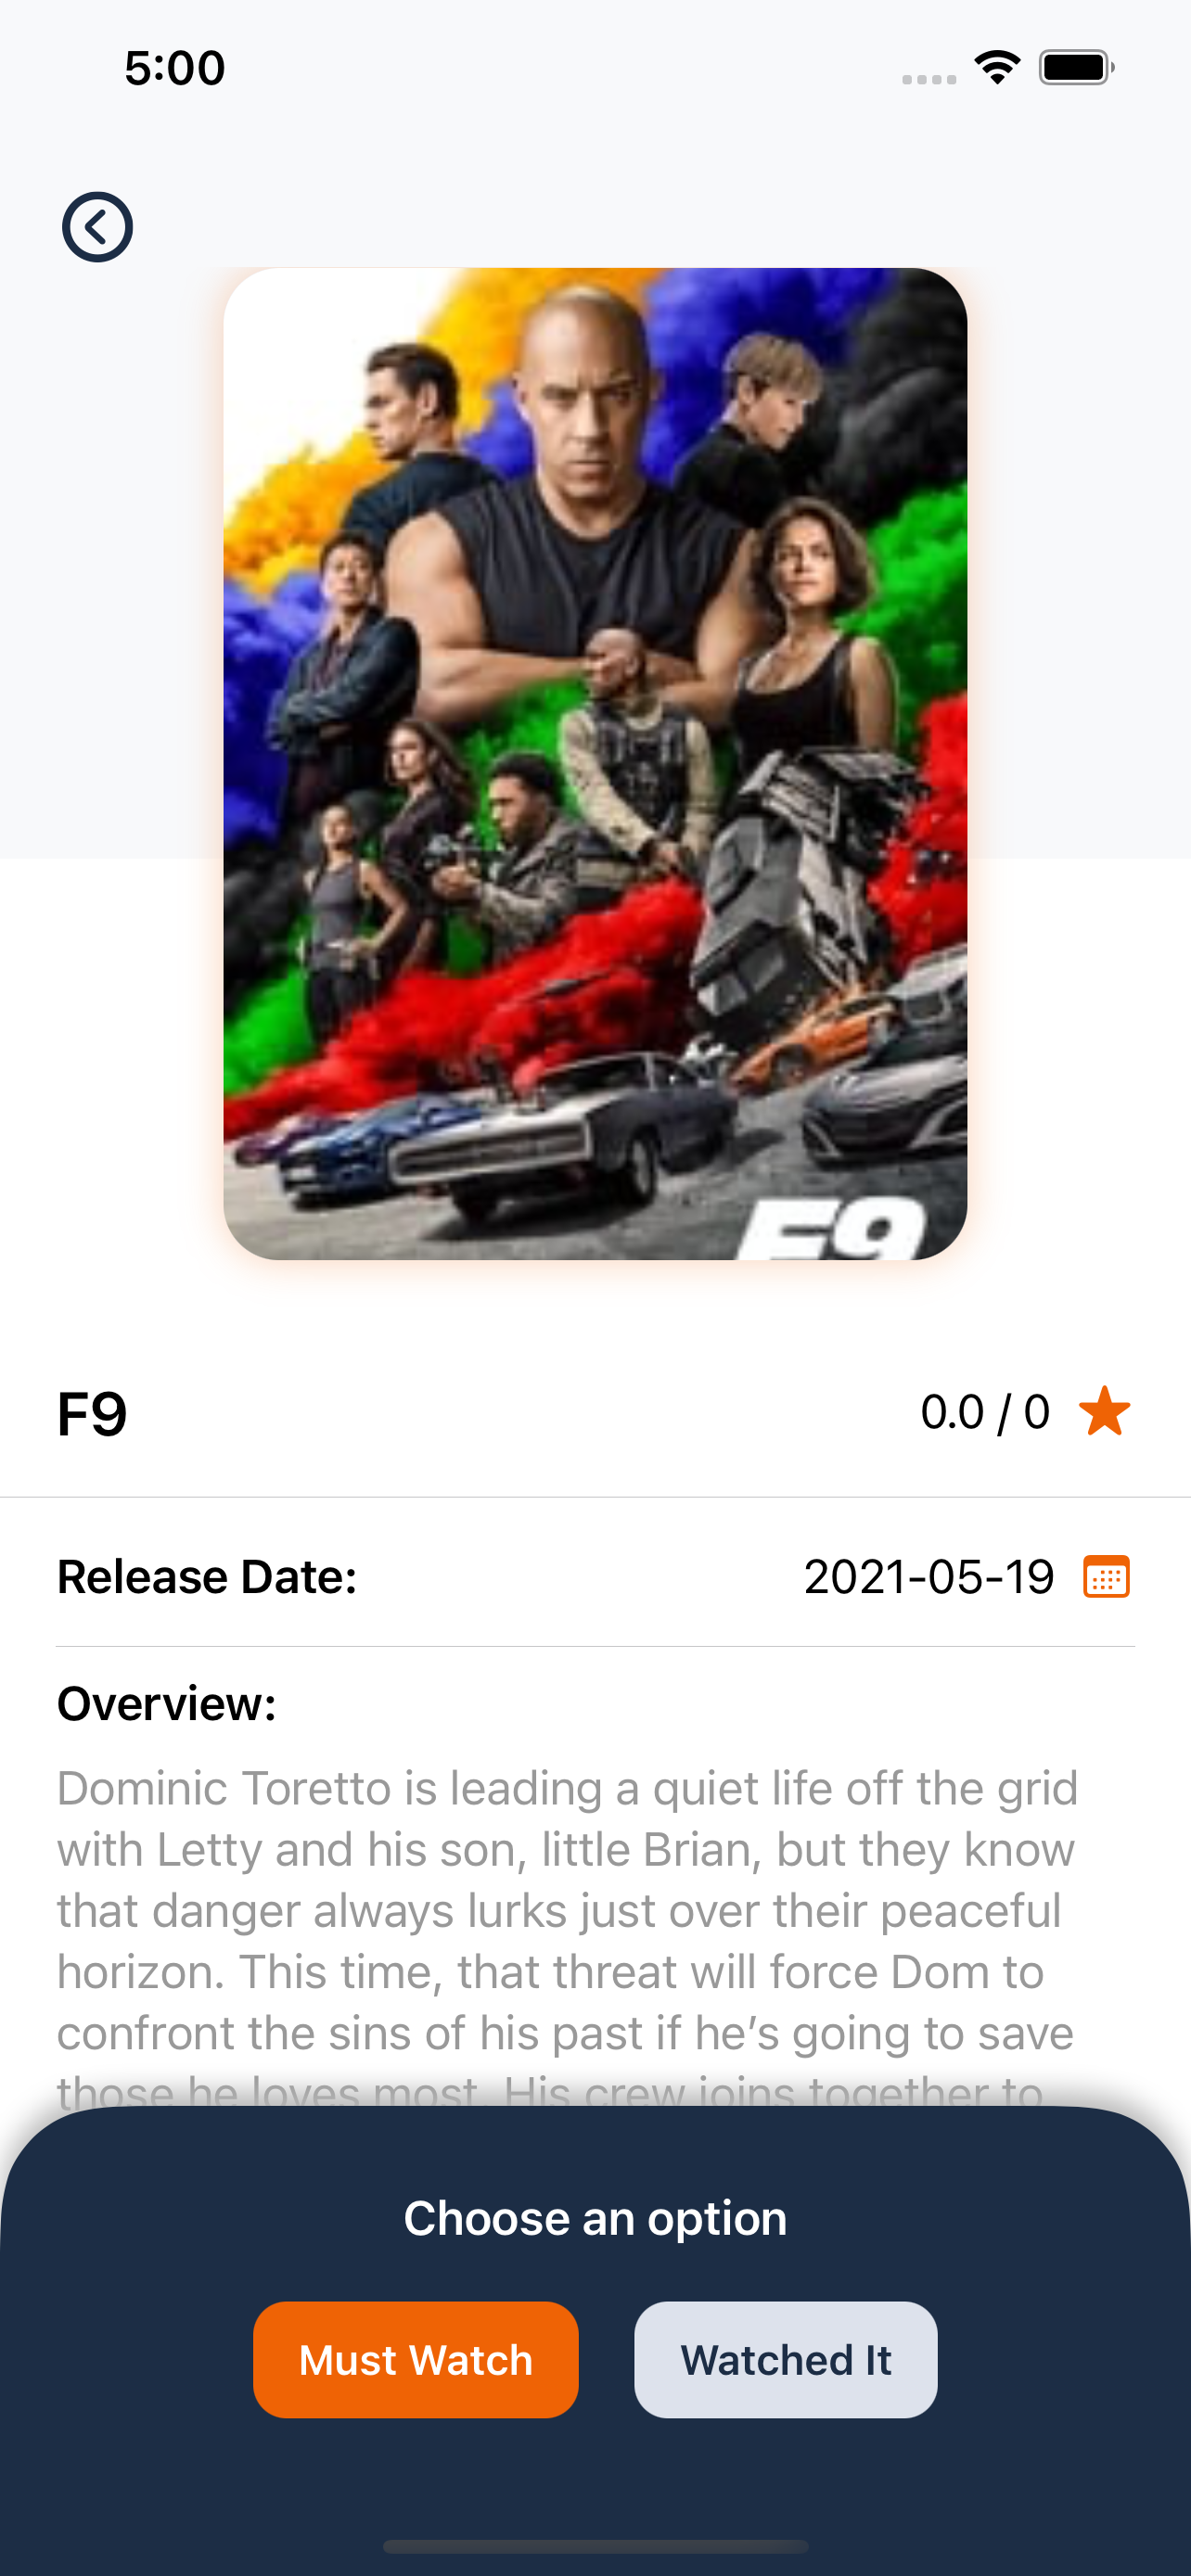 5:00
F9
F9
0.0 / 0
Release Date:
2021-05-19
Overview:
Dominic Toretto is leading a quiet life off the grid
with Letty and his son, little Brian, but they know
that danger always lurks just over their peaceful
horizon. This time, that threat will force Dom to
confront the sins of his past if he’s going to save
those he loves most. His crew joins together to
Choose an option
Must Watch
Watched It